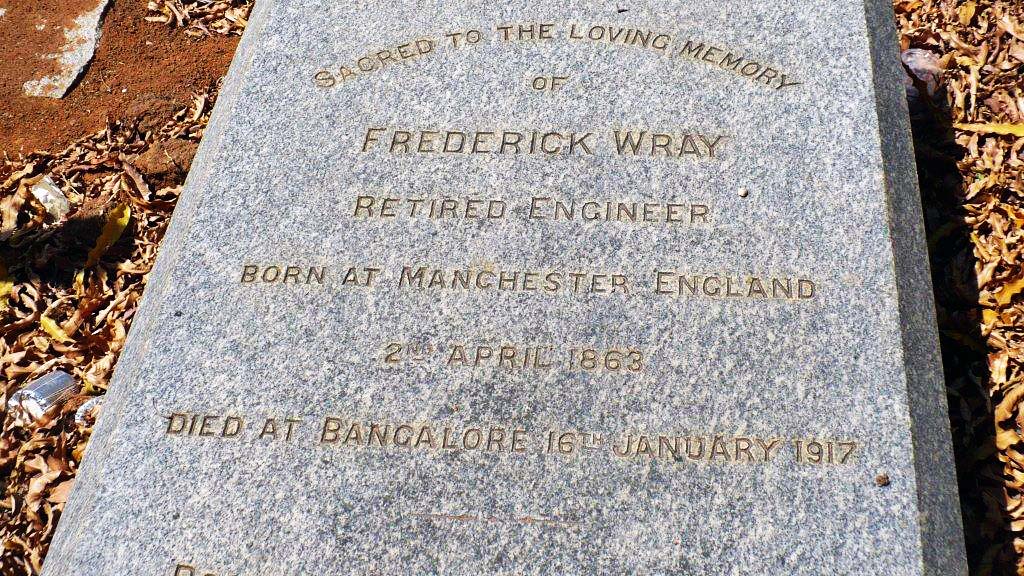 SACRED TO THE LOVING MEMORY
OF
FREDERICK WRAY
RETIRED ENGINEER
BORN AT MANCHESTER ENGLAND
2ND APRIL 1863
DIED AT BANGALORE 16TH JANUARY 1917